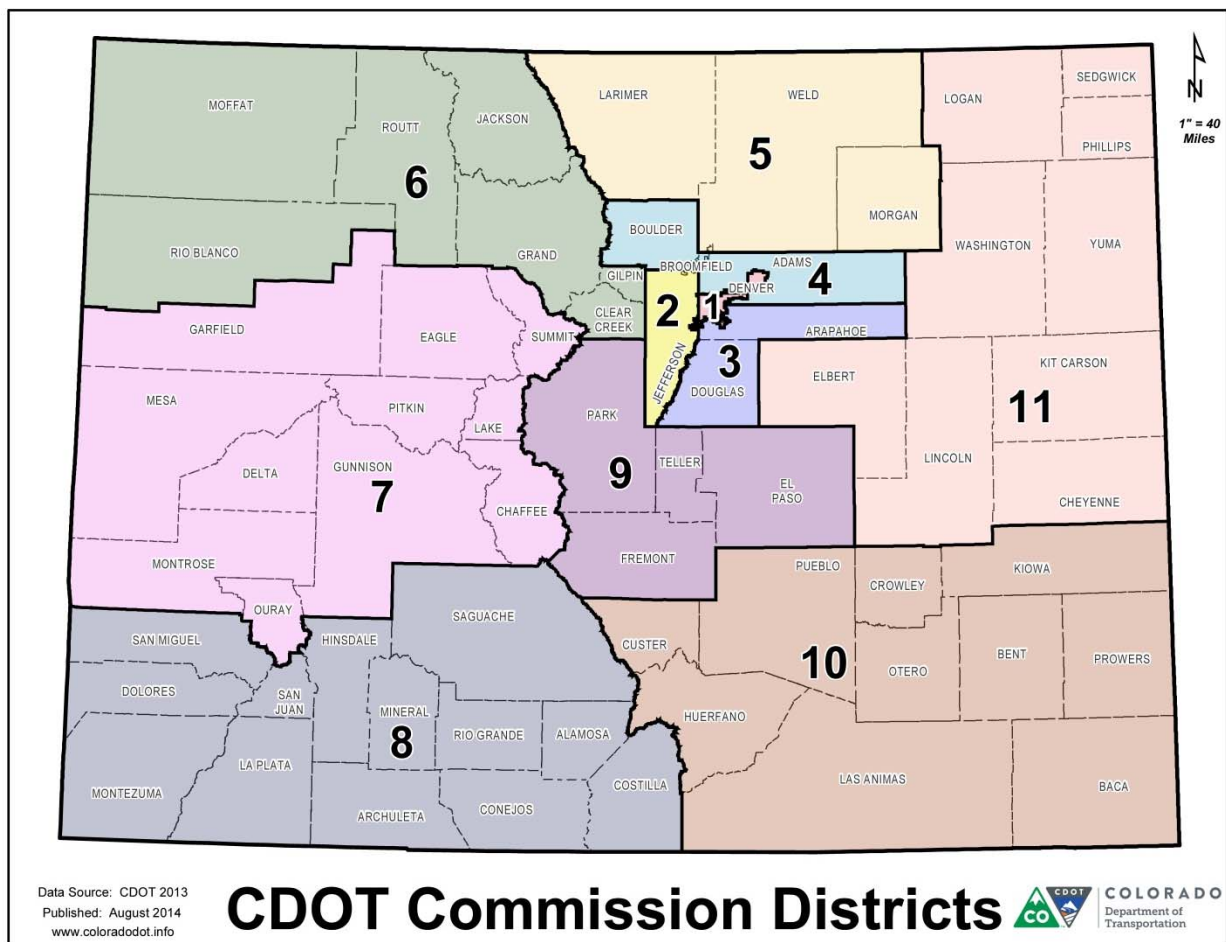 N
1" = 40
Miles
MOFFAT
ROUTT
JACKSON
LARIMER
WELD
LOGAN
SEDGWICK
PHILLIPS
6
5
MORGAN
RIO BLANCO
GRAND
BOULDER
WASHINGTON
YUMA
GILPIN
BROOMFIELD
ADAMS
4
DENVER
1
2
CLEAR
CREEK
GARFIELD
EAGLE
SUMMIT
ARAPAHOE
JEFFERSON
3
DOUGLAS
ELBERT
KIT CARSON
11
MESA
PITKIN
LAKE
PARK
DELTA
GUNNISON
7
9
TELLER
EL
PASO
LINCOLN
CHEYENNE
CHAFFEE
MONTROSE
FREMONT
PUEBLO
CROWLEY
KIOWA
OURAY
SAGUACHE
SAN MIGUEL
HINSDALE
CUSTER
10
OTERO
BENT
PROWERS
DOLORES
SAN
JUAN
MINERAL
8
RIO GRANDE
ALAMOSA
HUERFANO
LA PLATA
COSTILLA
LAS ANIMAS
BACA
MONTEZUMA
ARCHULETA
CONEJOS
Data Source: CDOT 2013
Published: August 2014
www.coloradodot.info
CDOT Commission Districts
CO
CDOT
COLORADO
Department of
Transportation